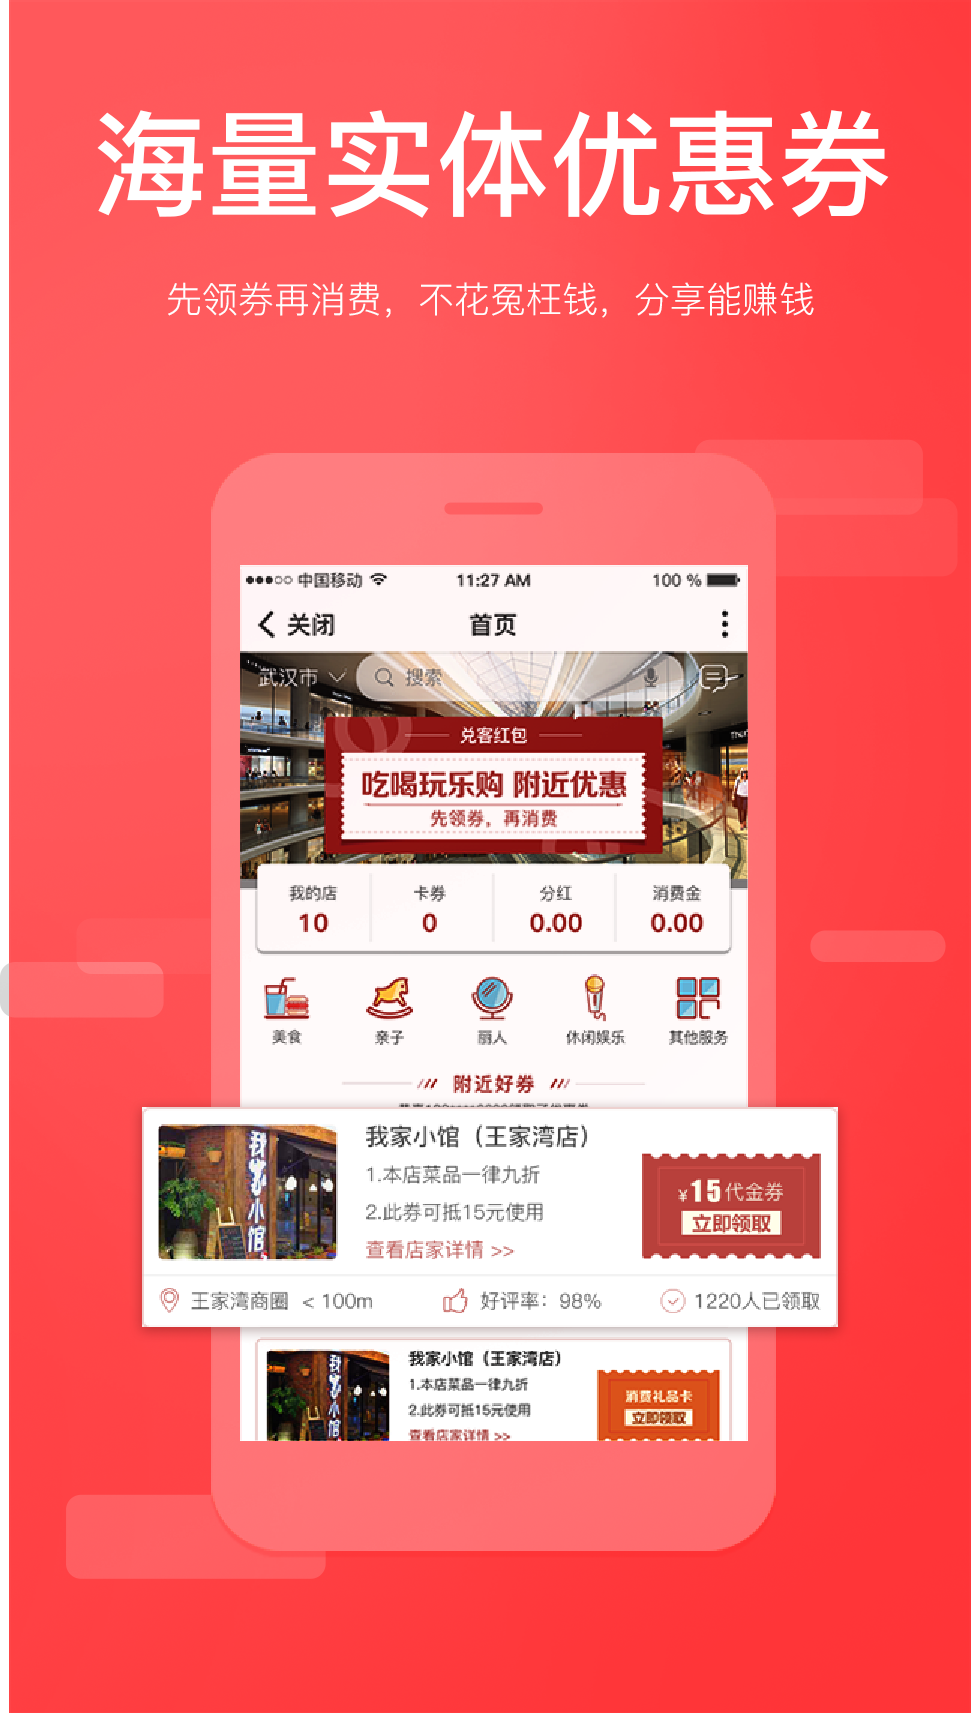 海量实体优惠券
先领券再消费，不花冤枉钱，分享能赚钱
中国移动 11:27 AM 100 %
关闭 首页
武汉市 搜索
兑客红包
吃喝玩乐购 附近优惠
先领券，再消费
我的店 卡券 分红 消费金
10 0 0.00 0.00
美食 亲子 丽人 休闲娱乐 其他服务
附近好券
我家小馆（王家湾店）
1.本店菜品一律九折
2.此券可抵15元使用
查看店家详情 >>
¥15代金券
立即领取
我家小馆
王家湾商圈 < 100m 好评率：98% 1220人已领取
我家小馆（王家湾店）
1.本店菜品一律九折
2.此券可抵15元使用
查看店家详情 >>
消费礼品卡
立即领取
我家小馆